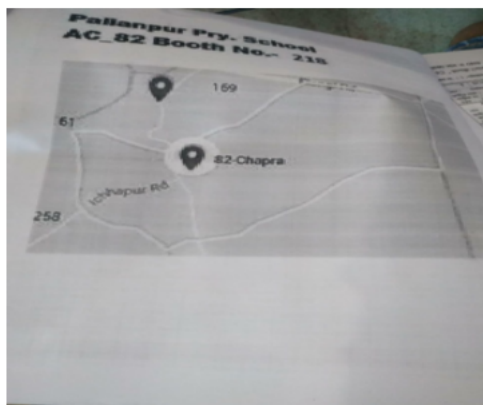 Pallanpur Pry. School
AC_82 Booth No.- 218
169
61
82-Chapra
Ichhapur Rd
258